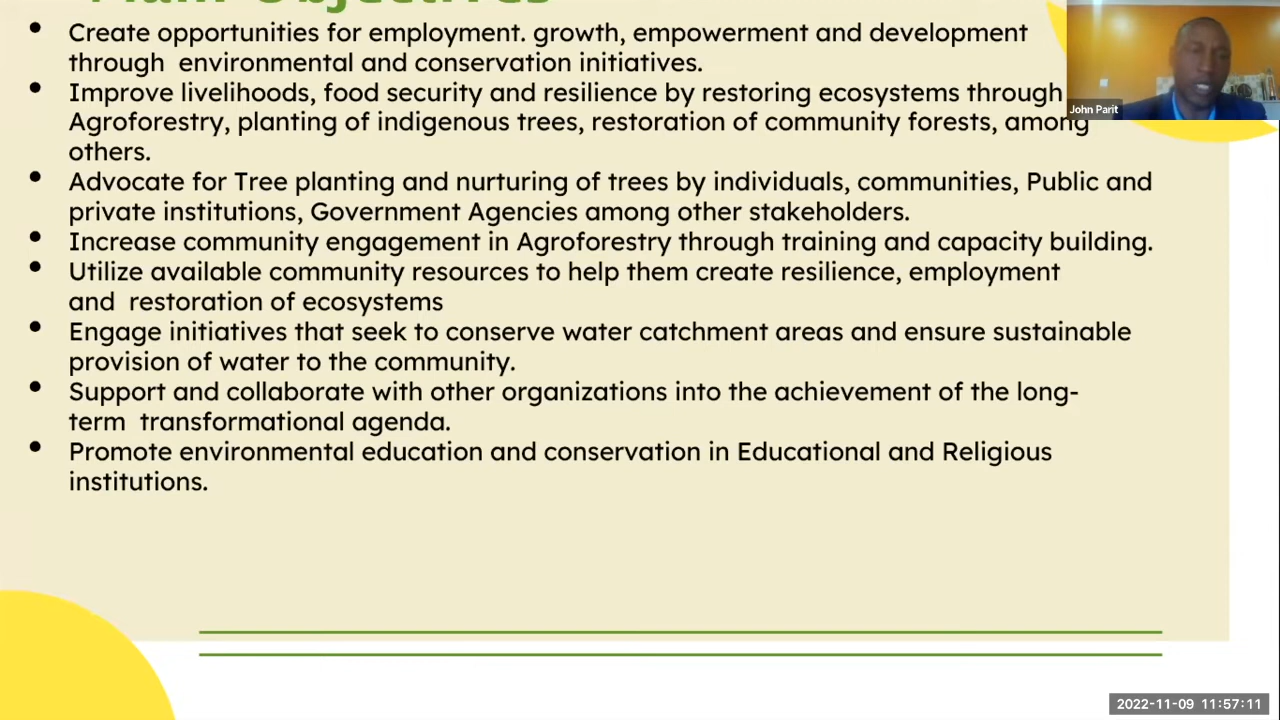 Main Objectives
• Create opportunities for employment. growth, empowerment and development
through  environmental and conservation initiatives.
• Improve livelihoods, food security and resilience by restoring ecosystems through
Agroforestry, planting of indigenous trees, restoration of community forests, among
others.
• Advocate for Tree planting and nurturing of trees by individuals, communities, Public and
private institutions, Government Agencies among other stakeholders.
• Increase community engagement in Agroforestry through training and capacity building.
• Utilize available community resources to help them create resilience, employment
and  restoration of ecosystems
• Engage initiatives that seek to conserve water catchment areas and ensure sustainable
provision of water to the community.
• Support and collaborate with other organizations into the achievement of the long-
term  transformational agenda.
• Promote environmental education and conservation in Educational and Religious
institutions.
John Parit
2022-11-09 11:57:11